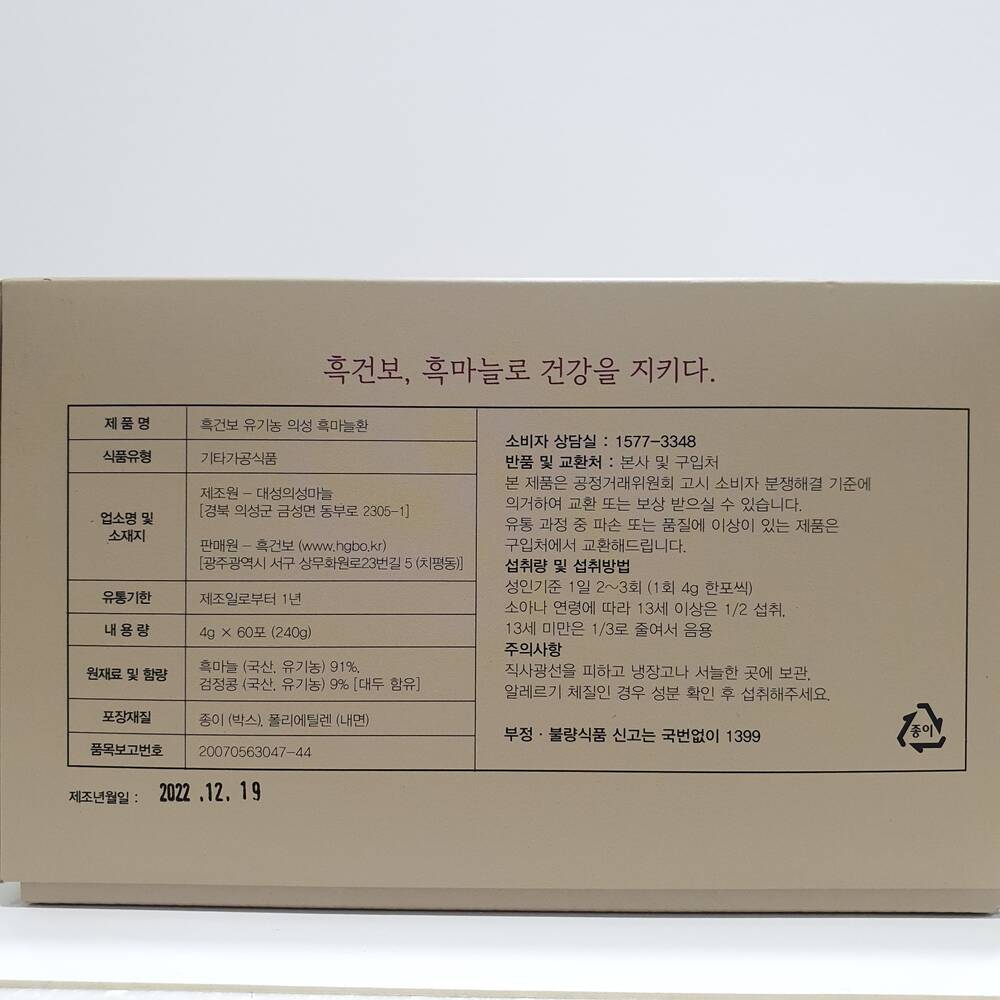 흑건보, 흑마늘로 건강을 지키다.
제 품 명
흑건보 유기농 의성 흑마늘환
식품유형
기타가공식품
업소명 및
소재지
제조원 – 대성의성마늘
[경북 의성군 금성면 동부로 2305-1]
판매원 – 흑건보 (www.hgbo.kr)
[광주광역시 서구 상무화원로23번길 5 (치평동)]
유통기한
제조일로부터 1년
내 용 량
4g × 60포 (240g)
원재료 및 함량
흑마늘 (국산, 유기농) 91%,
검정콩 (국산, 유기농) 9% [대두 함유]
포장재질
종이 (박스), 폴리에틸렌 (내면)
품목보고번호
20070563047-44
소비자 상담실 : 1577-3348
반품 및 교환처 : 본사 및 구입처
본 제품은 공정거래위원회 고시 소비자 분쟁해결 기준에
의거하여 교환 또는 보상 받으실 수 있습니다.
유통 과정 중 파손 또는 품질에 이상이 있는 제품은
구입처에서 교환해드립니다.
섭취량 및 섭취방법
성인기준 1일 2~3회 (1회 4g 한포씩)
소아나 연령에 따라 13세 이상은 1/2 섭취,
13세 미만은 1/3로 줄여서 음용
주의사항
직사광선을 피하고 냉장고나 서늘한 곳에 보관,
알레르기 체질인 경우 성분 확인 후 섭취해주세요.
부정 · 불량식품 신고는 국번없이 1399
종이
제조년월일 : 2022.12.19